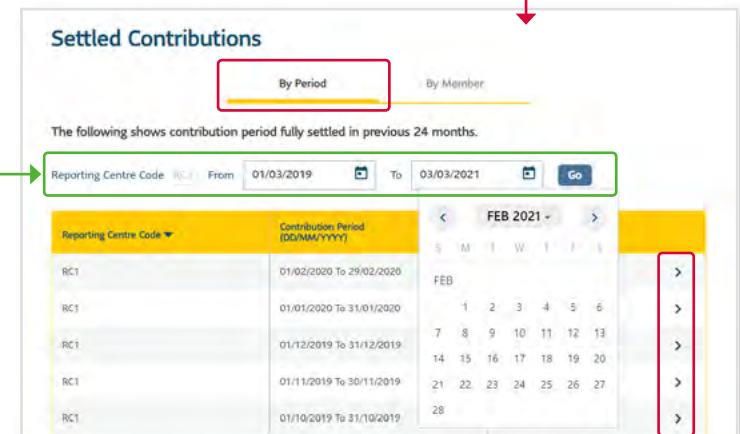 Settled Contributions
By Period By Member
The following shows contribution period fully settled in previous 24 months.
Reporting Centre Code RC1 From 01/03/2019 To 03/03/2021 Go
Reporting Centre Code Contribution Period
(DD/MM/YYYY)
FEB 2021
S M T W T F S
FEB
1 2 3 4 5 6
7 8 9 10 11 12 13
14 15 16 17 18 19 20
21 22 23 24 25 26 27
28
RC1 01/02/2020 To 29/02/2020
RC1 01/01/2020 To 31/01/2020
RC1 01/12/2019 To 31/12/2019
RC1 01/11/2019 To 30/11/2019
RC1 01/10/2019 To 31/10/2019